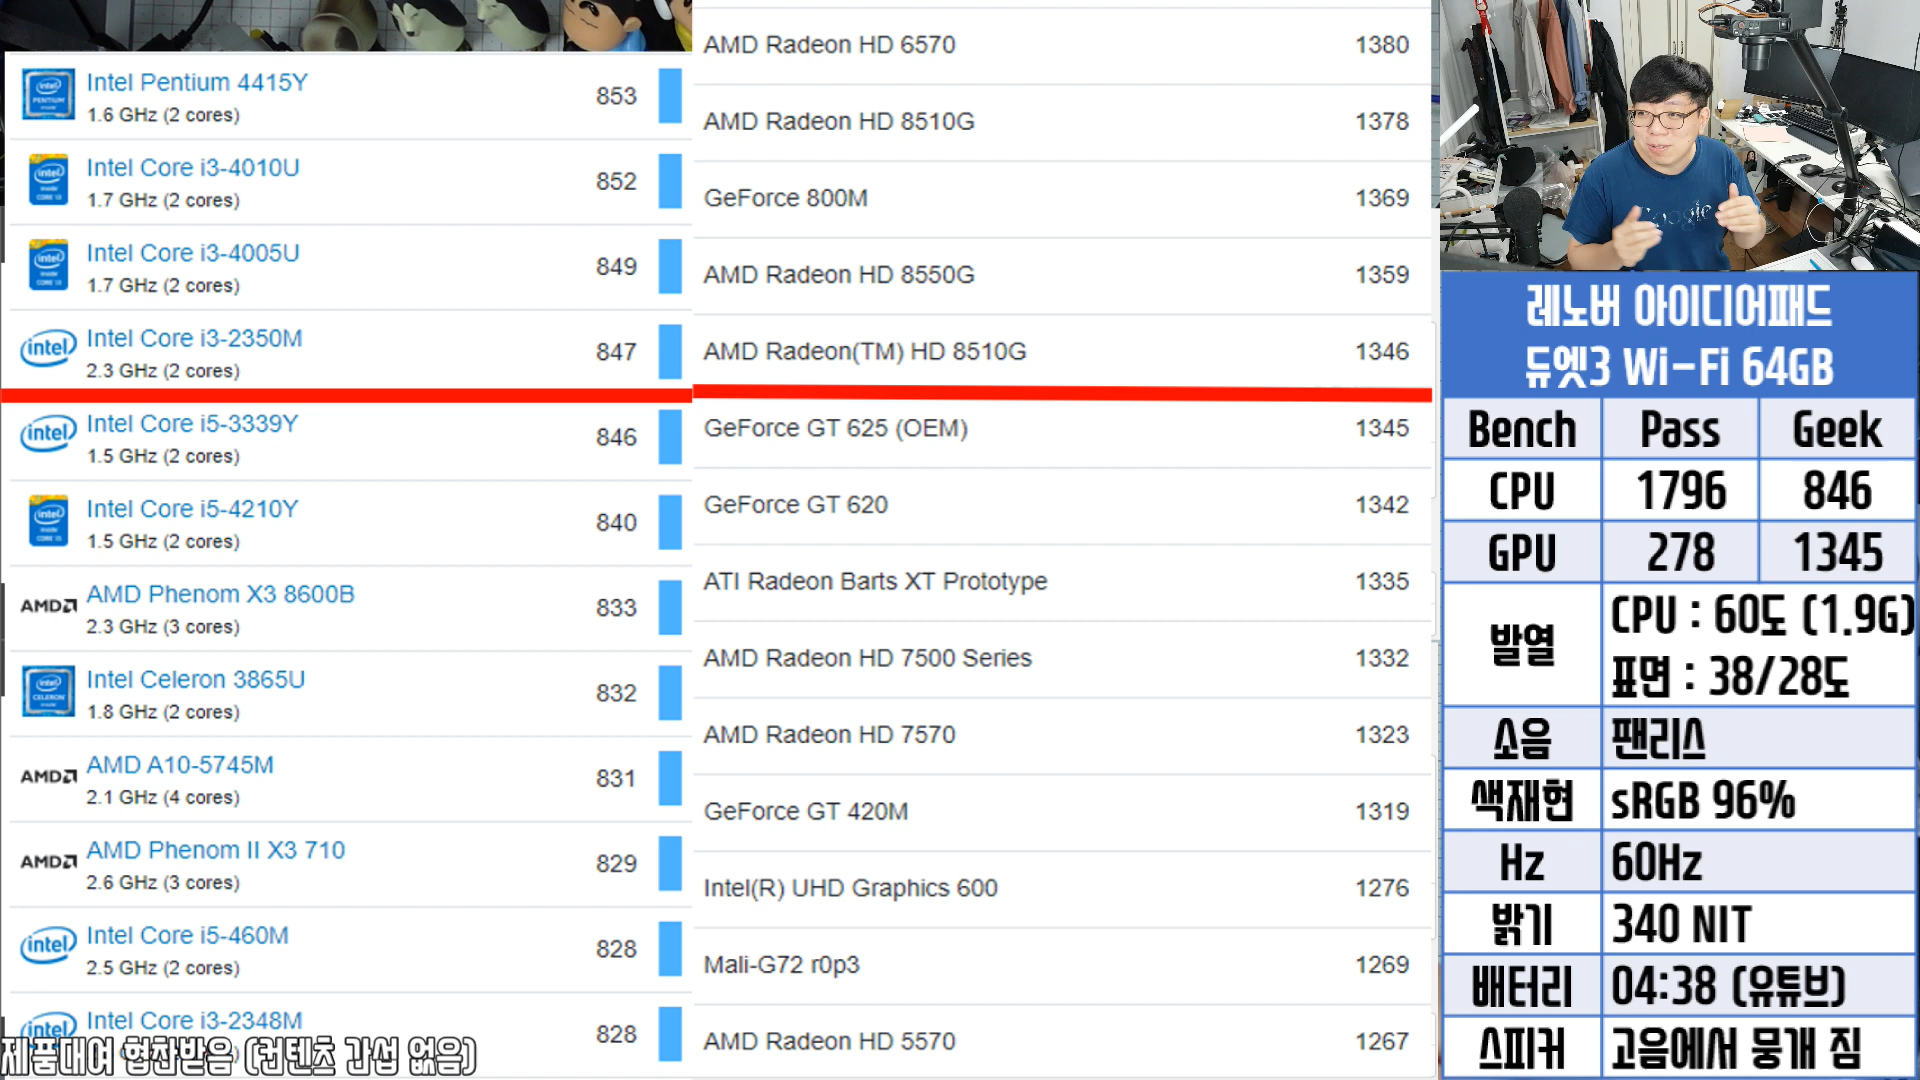 Intel Pentium 4415Y
853
1.6 GHz (2 cores)
Intel Core i3-4010U
852
1.7 GHz (2 cores)
Intel Core i3-4005U
849
1.7 GHz (2 cores)
Intel Core i3-2350M
847
2.3 GHz (2 cores)
Intel Core i5-3339Y
846
1.5 GHz (2 cores)
Intel Core i5-4210Y
840
1.5 GHz (2 cores)
AMD Phenom X3 8600B
833
2.3 GHz (3 cores)
Intel Celeron 3865U
832
1.8 GHz (2 cores)
AMD A10-5745M
831
2.1 GHz (4 cores)
AMD Phenom II X3 710
829
2.6 GHz (3 cores)
Intel Core i5-460M
828
2.5 GHz (2 cores)
Intel Core i3-2348M
828
제품대여 협찬받음 (컨텐츠 간섭 없음)
AMD Radeon HD 6570 1380
AMD Radeon HD 8510G 1378
GeForce 800M 1369
AMD Radeon HD 8550G 1359
AMD Radeon(TM) HD 8510G 1346
GeForce GT 625 (OEM) 1345
GeForce GT 620 1342
ATI Radeon Barts XT Prototype 1335
AMD Radeon HD 7500 Series 1332
AMD Radeon HD 7570 1323
GeForce GT 420M 1319
Intel(R) UHD Graphics 600 1276
Mali-G72 r0p3 1269
AMD Radeon HD 5570 1267
Google
레노버 아이디어패드
듀엣3 Wi-Fi 64GB
Bench Pass Geek
CPU 1796 846
GPU 278 1345
발열 CPU : 60도 (1.9G)
표면 : 38/28도
소음 팬리스
색재현 sRGB 96%
Hz 60Hz
밝기 340 NIT
배터리 04:38 (유튜브)
스피커 고음에서 뭉개 짐